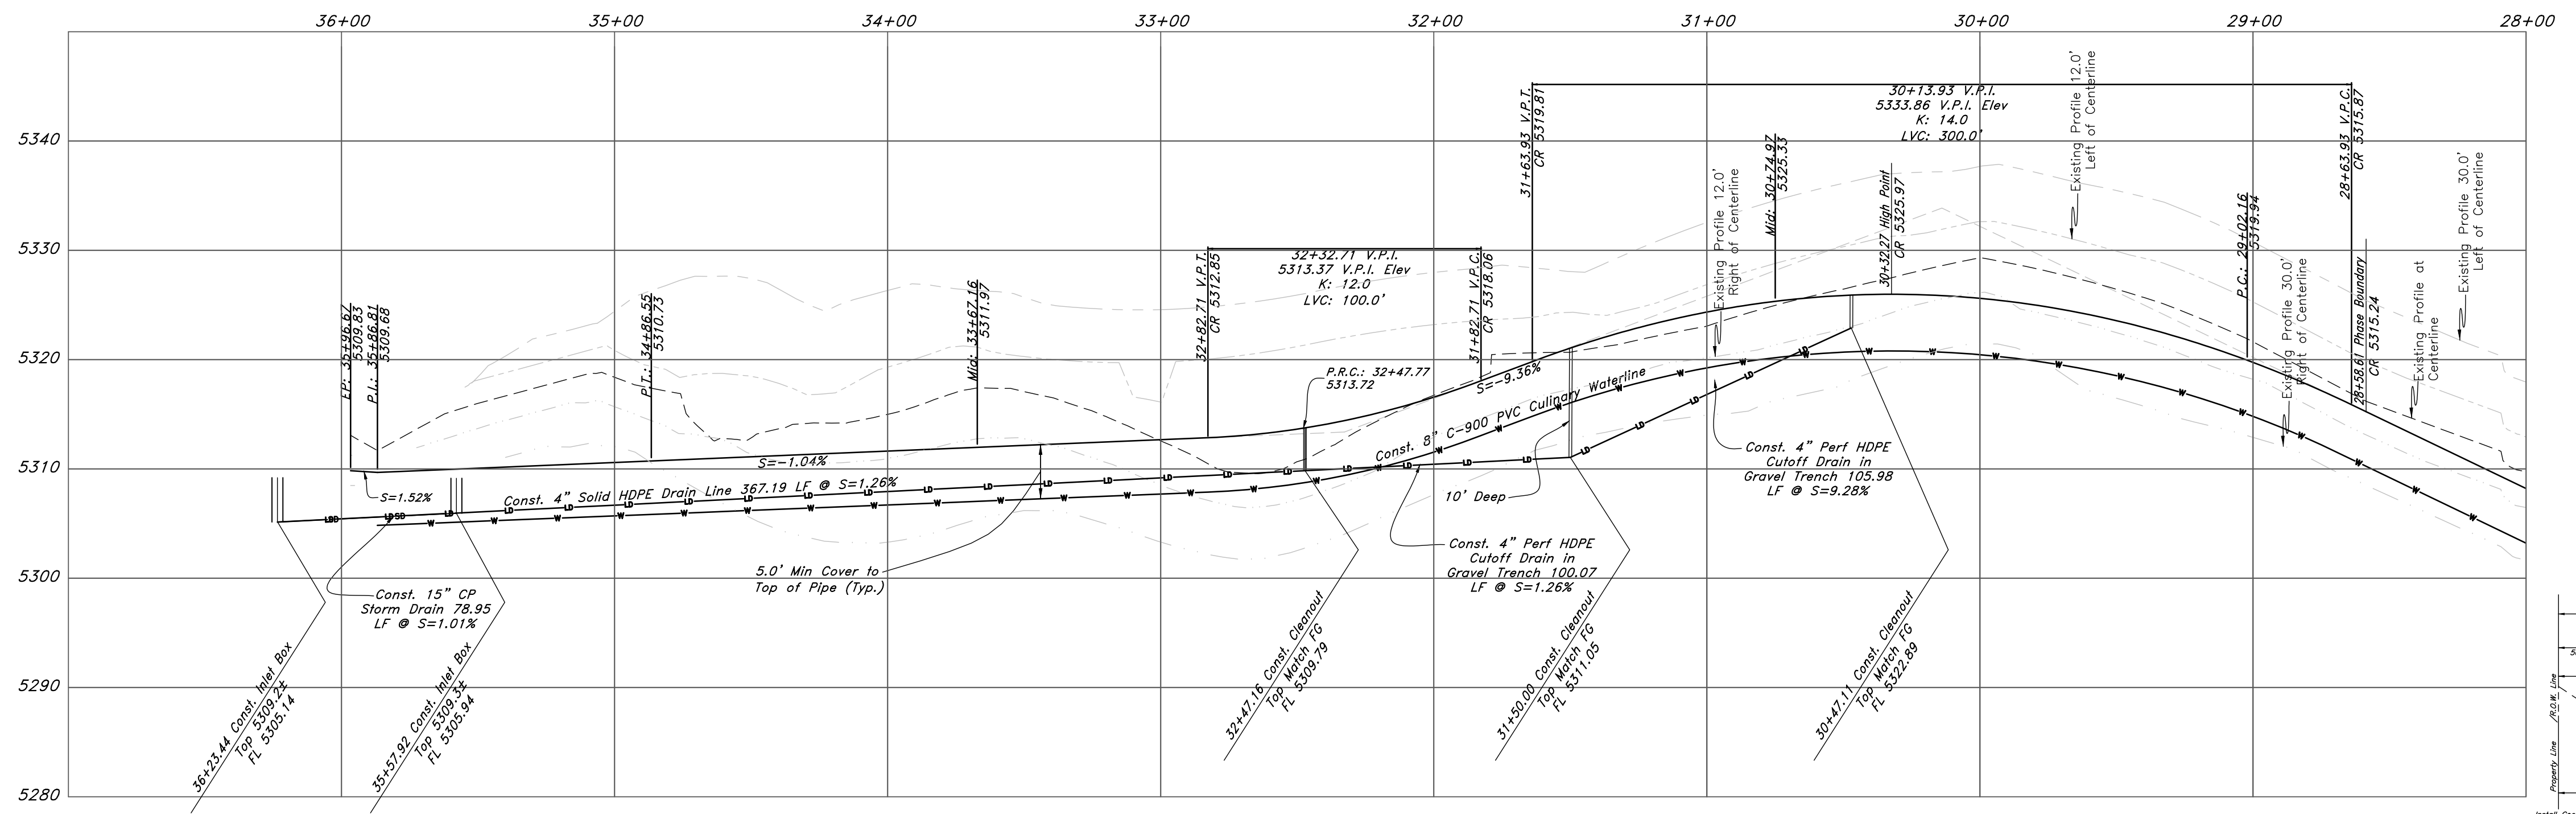 36+00
35+00
34+00
33+00
32+00
31+00
30+00
29+00
28+00
5340
5330
5320
5310
5300
5290
5280
EP: 35+96.67
5309.83
P.I.: 35+86.81
5309.68
P.T.: 34+86.55
5310.73
Mid: 33+67.16
5311.97
32+82.71 V.P.T.
CR 5312.85
32+32.71 V.P.I.
5313.37 V.P.I. Elev
K: 12.0
LVC: 100.0'
31+82.71 V.P.C.
CR 5318.06
31+63.93 V.P.T.
CR 5319.81
30+13.93 V.P.I.
5333.86 V.P.I. Elev
K: 14.0
LVC: 300.0'
Existing Profile 12.0'
Right of Centerline
Mid: 30+74.97
5325.33
30+32.27 High Point
CR 5325.97
Existing Profile 12.0'
Left of Centerline
P.C.: 29+02.16
5319.94
Existing Profile 30.0'
Right of Centerline
28+63.93 V.P.C.
CR 5315.87
28+58.61 Phase Boundary
CR 5315.24
Existing Profile at
Centerline
Existing Profile 30.0'
Left of Centerline
P.R.C.: 32+47.77
5313.72
S=-9.36%
Const. 8" C-900 PVC Culinary Waterline
S=-1.04%
S=1.52%
Const. 4" Solid HDPE Drain Line 367.19 LF @ S=1.26%
10' Deep
Const. 4" Perf HDPE
Cutoff Drain in
Gravel Trench 105.98
LF @ S=9.28%
Const. 4" Perf HDPE
Cutoff Drain in
Gravel Trench 100.07
LF @ S=1.26%
5.0' Min Cover to
Top of Pipe (Typ.)
Const. 15" CP
Storm Drain 78.95
LF @ S=1.01%
36+23.44 Const. Inlet Box
Top 5309.2±
FL 5305.14
35+57.92 Const. Inlet Box
Top 5309.3±
FL 5305.94
32+47.16 Const. Cleanout
Top Match FG
FL 5309.79
31+50.00 Const. Cleanout
Top Match FG
FL 5311.05
30+47.11 Const. Cleanout
Top Match FG
FL 5322.89
Property Line
/R.O.W. Line